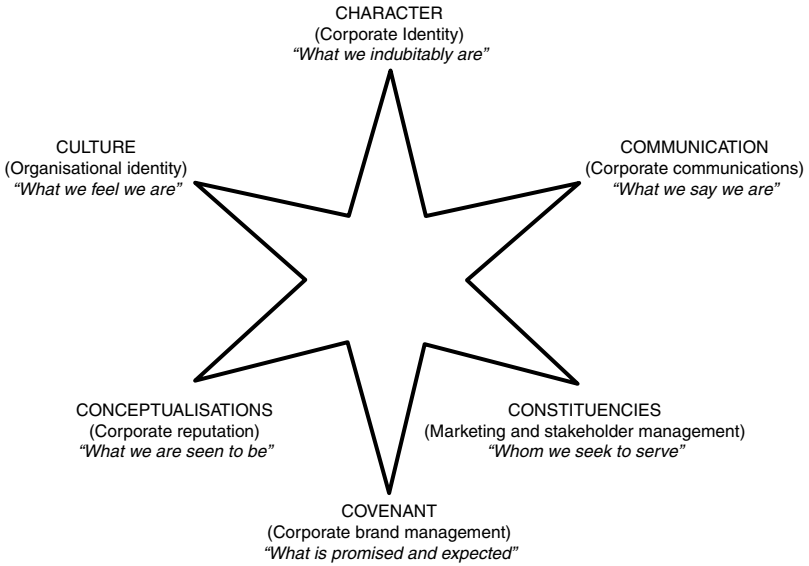 CHARACTER
(Corporate Identity)
“What we indubitably are”
CULTURE
(Organisational identity)
“What we feel we are”
COMMUNICATION
(Corporate communications)
“What we say we are”
CONCEPTUALISATIONS
(Corporate reputation)
“What we are seen to be”
CONSTITUENCIES
(Marketing and stakeholder management)
“Whom we seek to serve”
COVENANT
(Corporate brand management)
“What is promised and expected”